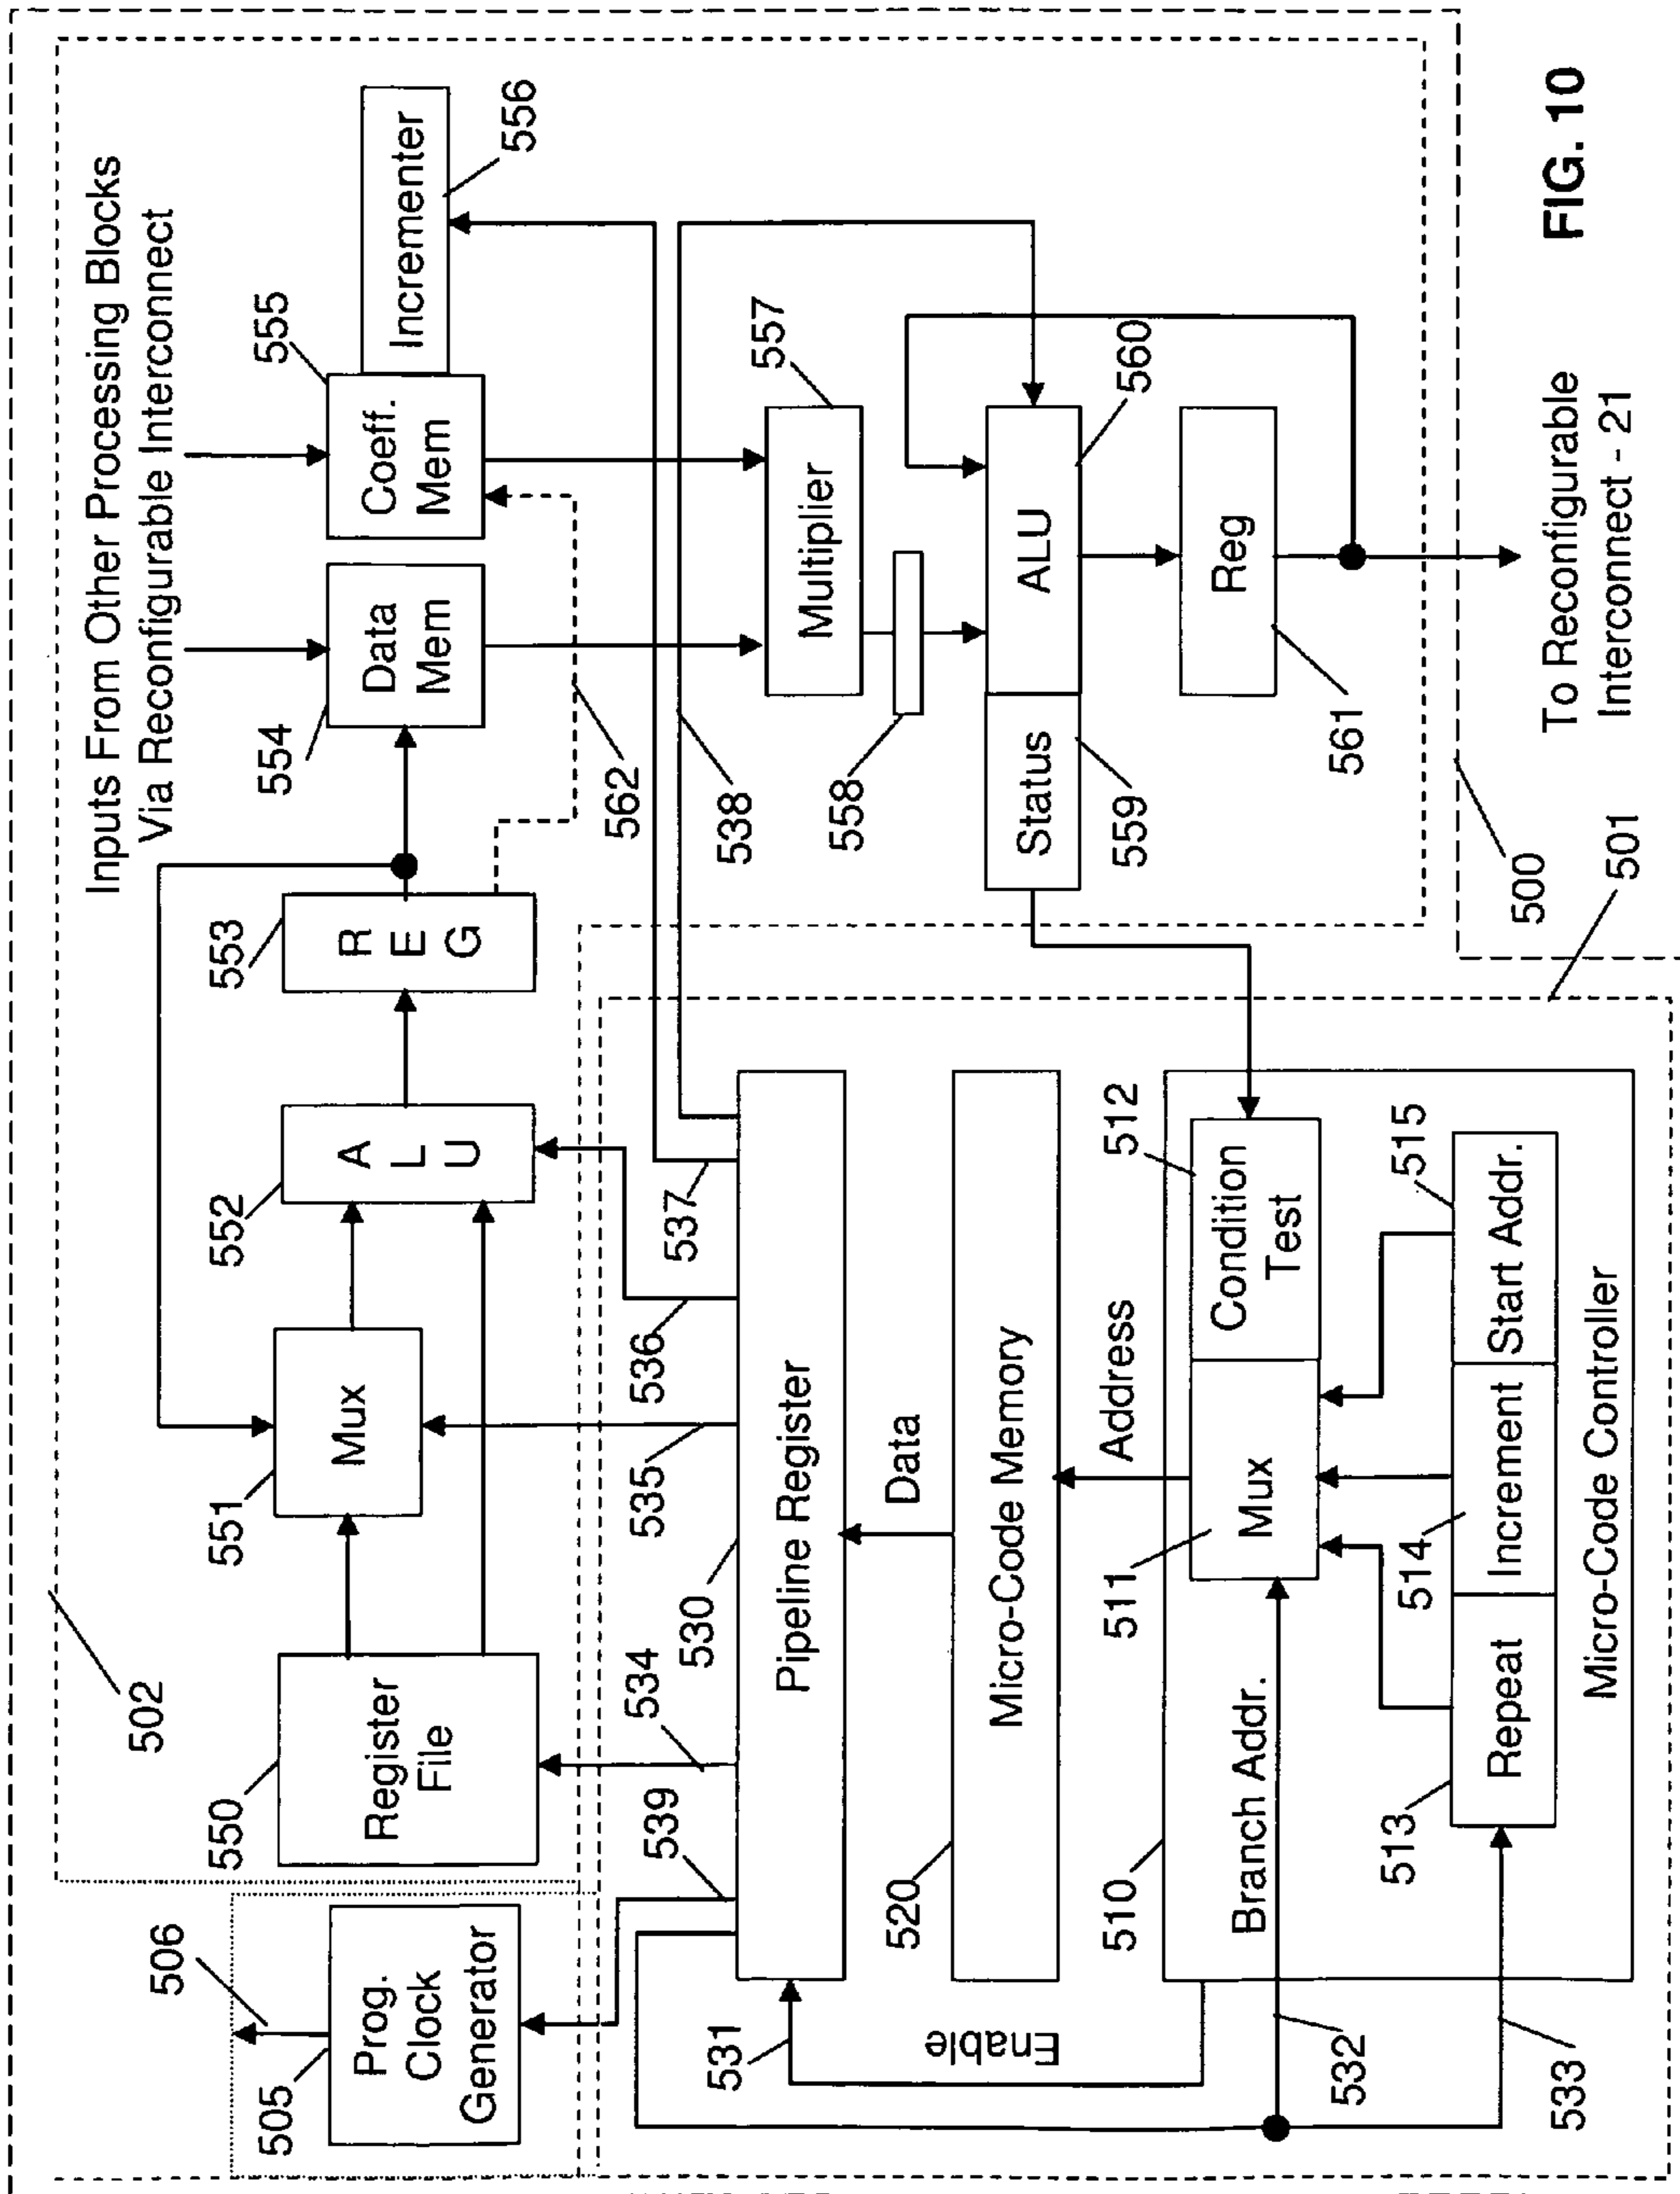 Inputs From Other Processing Blocks
Via Reconfigurable Interconnect
502
506
505
Prog.
Clock
Generator
550
Register
File
551
Mux
552
A
L
U
553
R
E
G
554
Data
Mem
555
Coeff.
Mem
Incrementer
556
562
539
534
535
536
537
538
530
Pipeline Register
531
Enable
Data
520
Micro-Code Memory
Address
510
Branch Addr.
511
Mux
512
Condition
Test
513
Repeat
514
Increment
515
Start Addr.
Micro-Code Controller
532
533
557
Multiplier
558
Status
559
ALU
560
Reg
561
500
501
To Reconfigurable
Interconnect - 21
FIG. 10